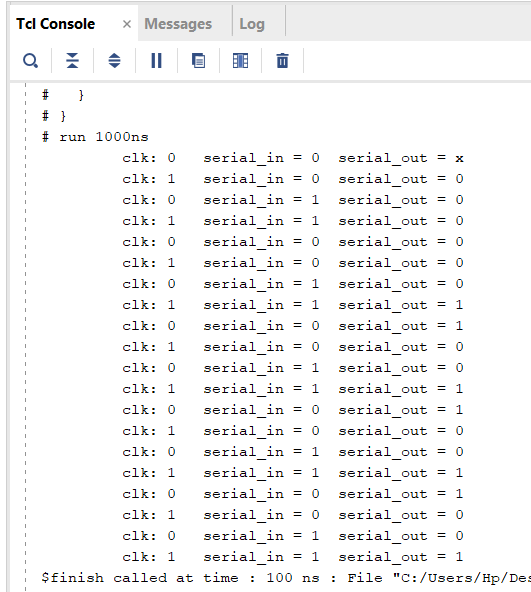 Tcl Console × Messages Log
# }
# }
# run 1000ns
clk: 0 serial_in = 0 serial_out = x
clk: 1 serial_in = 0 serial_out = 0
clk: 0 serial_in = 1 serial_out = 0
clk: 1 serial_in = 1 serial_out = 0
clk: 0 serial_in = 0 serial_out = 0
clk: 1 serial_in = 0 serial_out = 0
clk: 0 serial_in = 1 serial_out = 0
clk: 1 serial_in = 1 serial_out = 1
clk: 0 serial_in = 0 serial_out = 1
clk: 1 serial_in = 0 serial_out = 0
clk: 0 serial_in = 1 serial_out = 0
clk: 1 serial_in = 1 serial_out = 1
clk: 0 serial_in = 0 serial_out = 1
clk: 1 serial_in = 0 serial_out = 0
clk: 0 serial_in = 1 serial_out = 0
clk: 1 serial_in = 1 serial_out = 1
clk: 0 serial_in = 0 serial_out = 1
clk: 1 serial_in = 0 serial_out = 0
clk: 0 serial_in = 1 serial_out = 0
clk: 1 serial_in = 1 serial_out = 1
$finish called at time : 100 ns : File "C:/Users/Hp/Des